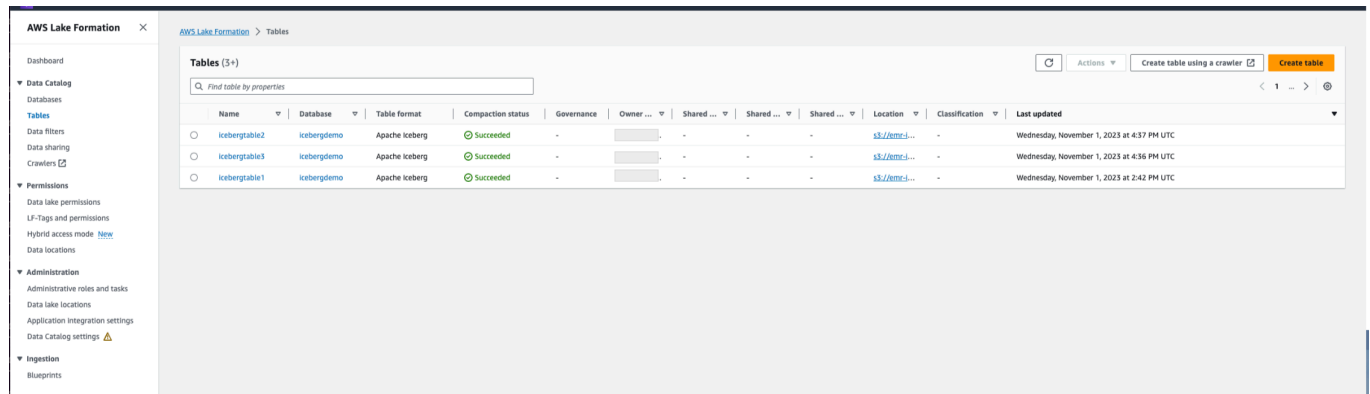 AWS Lake Formation
Dashboard
Data Catalog
Databases
Tables
Data filters
Data sharing
Crawlers
Permissions
Data lake permissions
LF-Tags and permissions
Hybrid access mode New
Data locations
Administration
Administrative roles and tasks
Data lake locations
Application integration settings
Data Catalog settings
Ingestion
Blueprints
AWS Lake Formation > Tables
Tables (3+)
Actions
Create table using a crawler
Create table
Find table by properties
< 1 ... >
Name Database Table format Compaction status Governance Owner ... Shared ... Shared ... Shared ... Location Classification Last updated
icebergtable2 icebergdemo Apache Iceberg Succeeded - . - - - s3://emr-i... - Wednesday, November 1, 2023 at 4:37 PM UTC
icebergtable3 icebergdemo Apache Iceberg Succeeded - . - - - s3://emr-i... - Wednesday, November 1, 2023 at 4:36 PM UTC
icebergtable1 icebergdemo Apache Iceberg Succeeded - . - - - s3://emr-i... - Wednesday, November 1, 2023 at 2:42 PM UTC